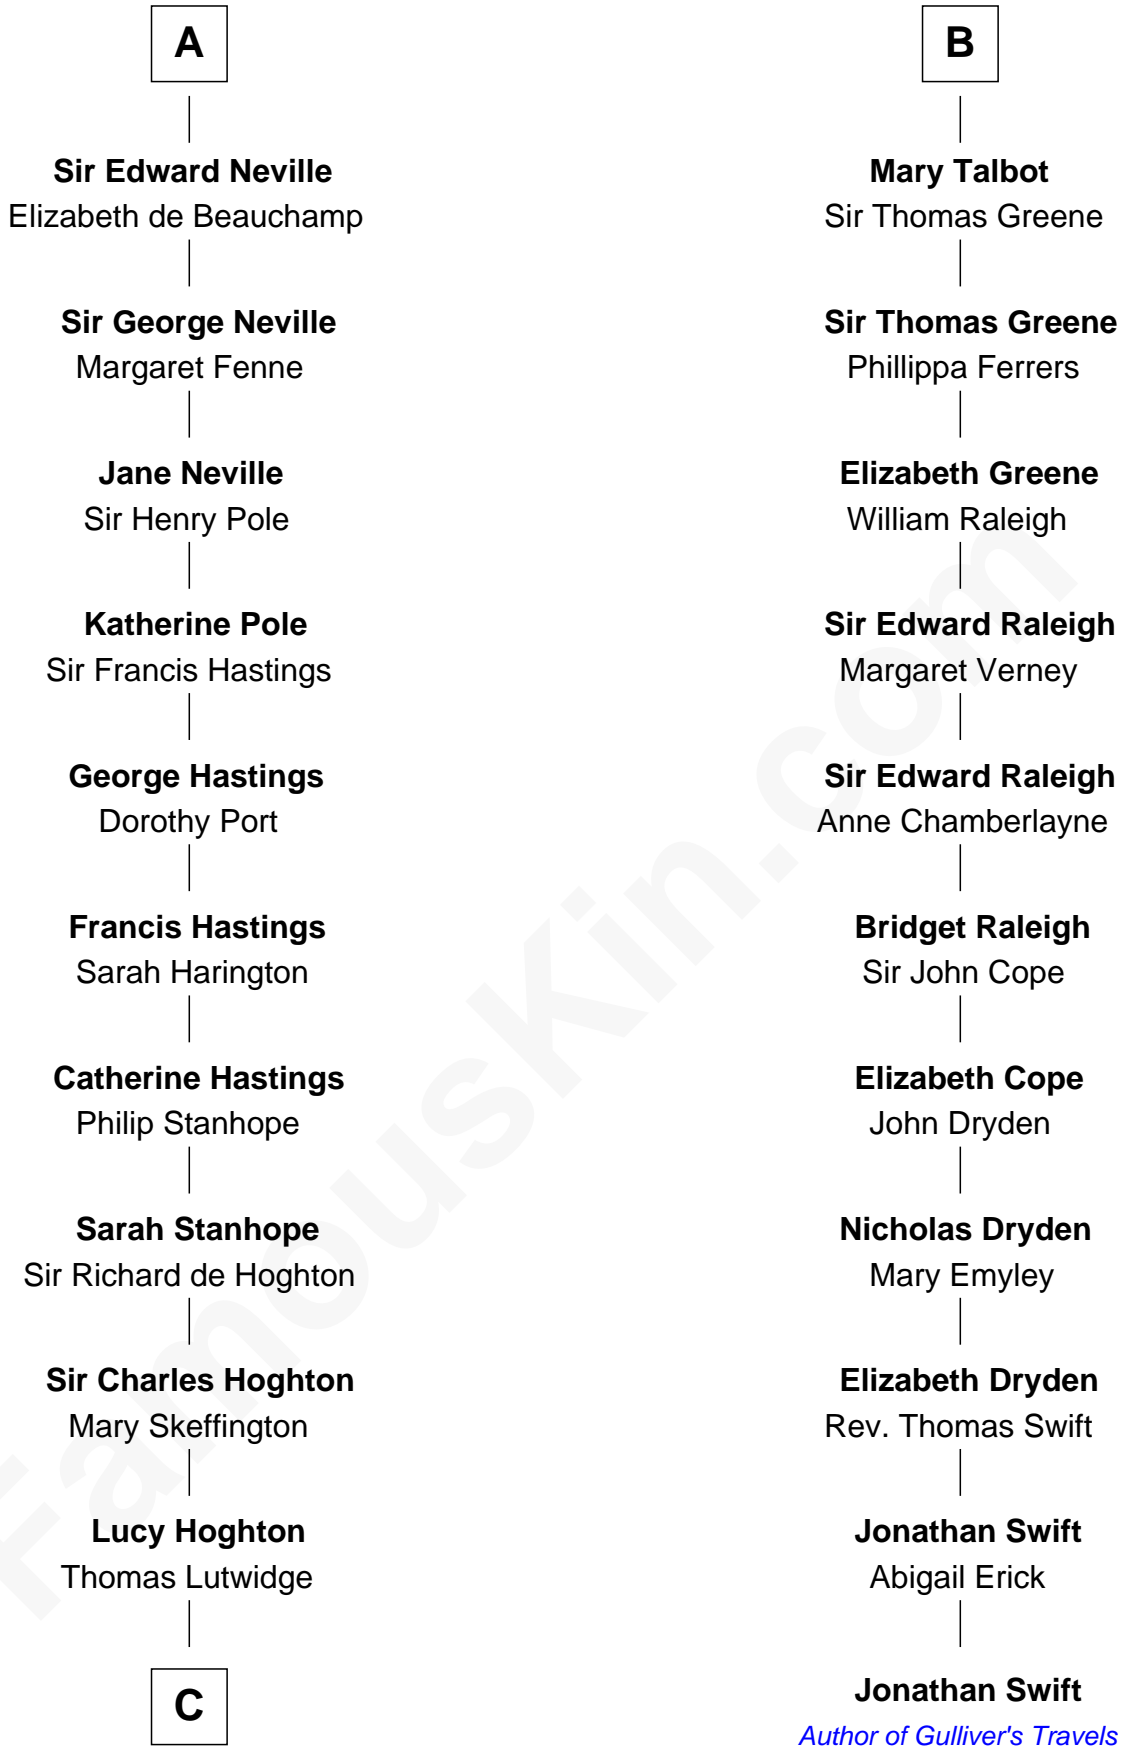 A
Sir Edward Neville
Elizabeth de Beauchamp
Sir George Neville
Margaret Fenne
Jane Neville
Sir Henry Pole
Katherine Pole
Sir Francis Hastings
George Hastings
Dorothy Port
Francis Hastings
Sarah Harington
Catherine Hastings
Philip Stanhope
Sarah Stanhope
Sir Richard de Hoghton
Sir Charles Hoghton
Mary Skeffington
Lucy Hoghton
Thomas Lutwidge
C
B
Mary Talbot
Sir Thomas Greene
Sir Thomas Greene
Phillippa Ferrers
Elizabeth Greene
William Raleigh
Sir Edward Raleigh
Margaret Verney
Sir Edward Raleigh
Anne Chamberlayne
Bridget Raleigh
Sir John Cope
Elizabeth Cope
John Dryden
Nicholas Dryden
Mary Emyley
Elizabeth Dryden
Rev. Thomas Swift
Jonathan Swift
Abigail Erick
Jonathan Swift
Author of Gulliver's Travels
FamousKin.com